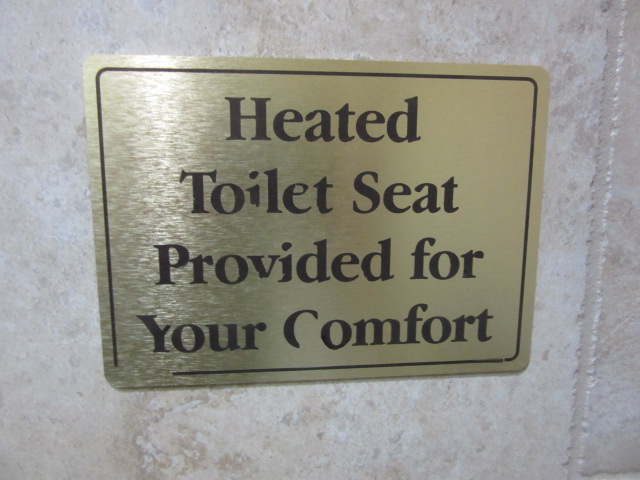 Heated
Toilet Seat
Provided for
Your Comfort